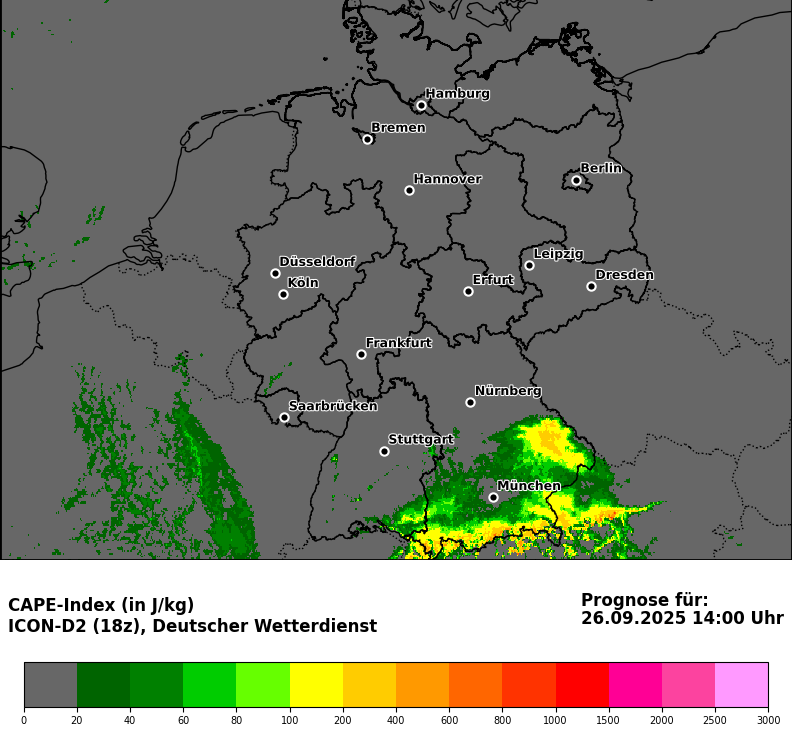 Hamburg
Bremen
Berlin
Hannover
Leipzig
Düsseldorf
Dresden
Köln
Erfurt
Frankfurt
Nürnberg
Saarbrücken
Stuttgart
München
CAPE-Index (in J/kg)
ICON-D2 (18z), Deutscher Wetterdienst
Prognose für:
26.09.2025 14:00 Uhr
0 20 40 60 80 100 200 400 600 800 1000 1500 2000 2500 3000